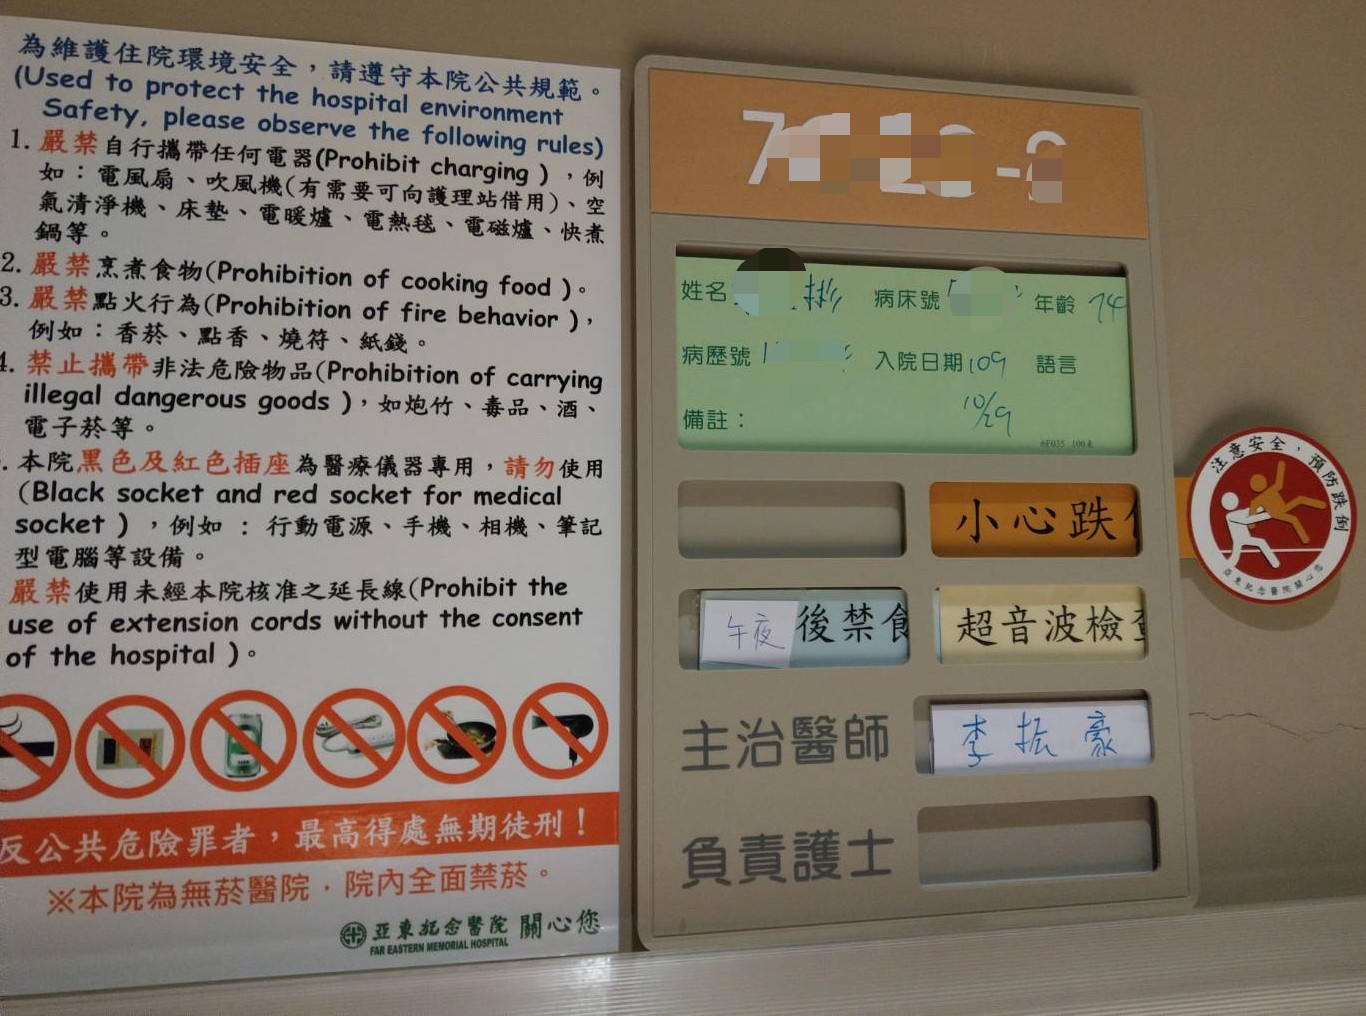 為維護住院環境安全，請遵守本院公共規範。
(Used to protect the hospital environment
Safety, please observe the following rules)
1. 嚴禁自行攜帶任何電器(Prohibit charging )，例
如：電風扇、吹風機(有需要可向護理站借用)、空
氣清淨機、床墊、電暖爐、電熱毯、電磁爐、快煮
鍋等。
2. 嚴禁烹煮食物(Prohibition of cooking food )。
3. 嚴禁點火行為(Prohibition of fire behavior )，
例如：香菸、點香、燒符、紙錢。
4. 禁止攜帶非法危險物品(Prohibition of carrying
illegal dangerous goods )，如炮竹、毒品、酒、
電子菸等。
本院黑色及紅色插座為醫療儀器專用，請勿使用
(Black socket and red socket for medical
socket )，例如 : 行動電源、手機、相機、筆記
型電腦等設備。
嚴禁使用未經本院核准之延長線(Prohibit the
use of extension cords without the consent
of the hospital )。
反公共危險罪者，最高得處無期徒刑！
※本院為無菸醫院．院內全面禁菸。
亞東紀念醫院 關心您
FAR EASTERN MEMORIAL HOSPITAL
姓名 彬 病床號 年齡 74
病歷號 入院日期 109 語言
備註： 10/29
6F035 100末
小心跌
午夜後禁食 超音波檢查
主治醫師 李振豪
負責護士
注意安全，預防跌倒
亞東紀念醫院關心您